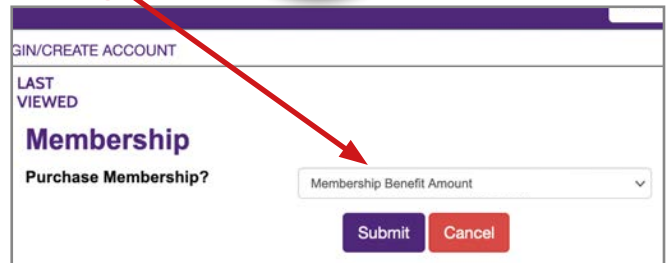 GIN/CREATE ACCOUNT
LAST
VIEWED
Membership
Purchase Membership?
Membership Benefit Amount
Submit
Cancel